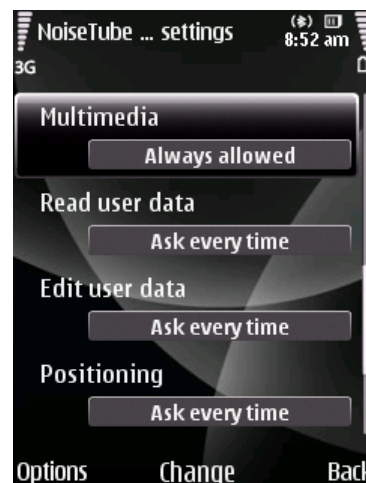 NoiseTube ... settings
8:52 am
3G
Multimedia
Always allowed
Read user data
Ask every time
Edit user data
Ask every time
Positioning
Ask every time
Options Change Back